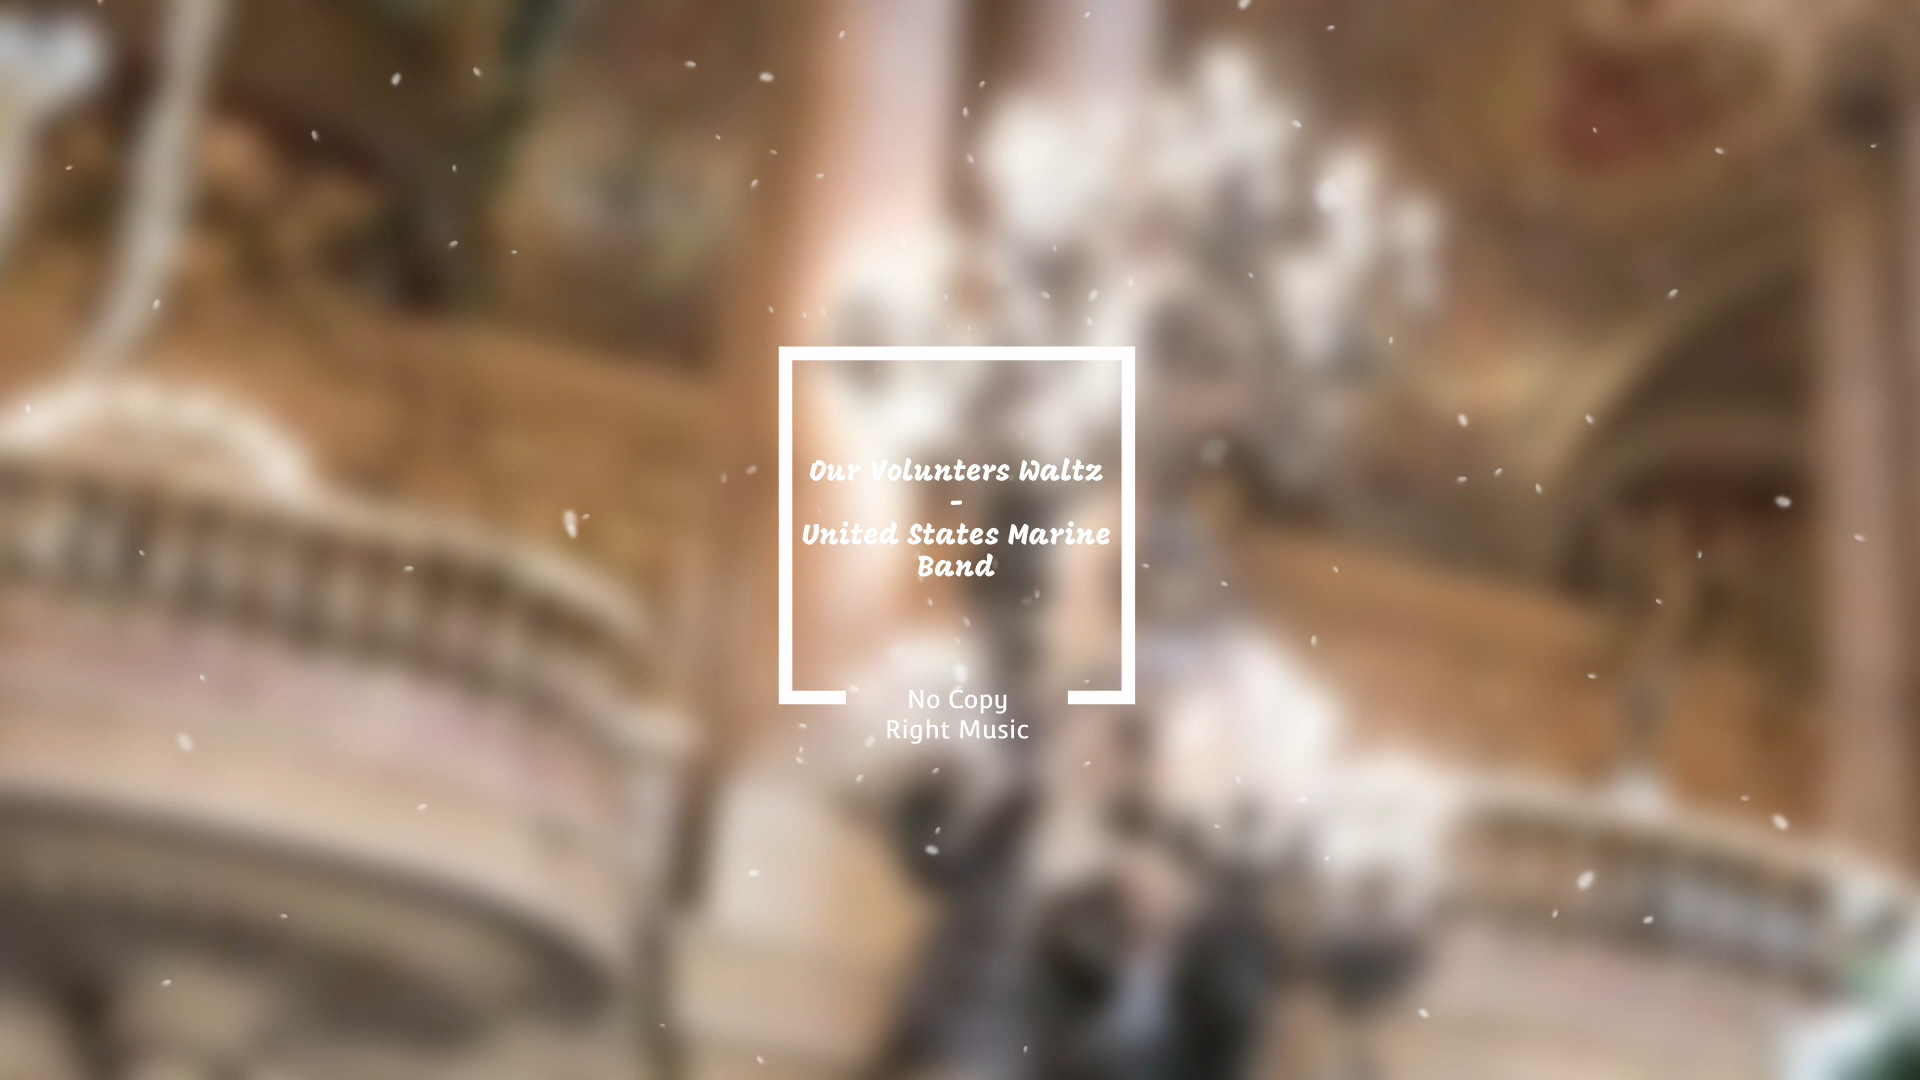 Our Volunters Waltz
-
United States Marine
Band
No Copy
Right Music